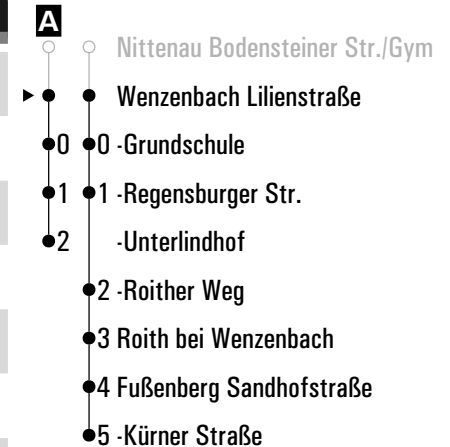 A
Nittenau Bodensteiner Str./Gym
Wenzenbach Lilienstraße
0 0 -Grundschule
1 1 -Regensburger Str.
2 -Unterlindhof
2 -Roither Weg
3 Roith bei Wenzenbach
4 Fußenberg Sandhofstraße
5 -Kürner Straße